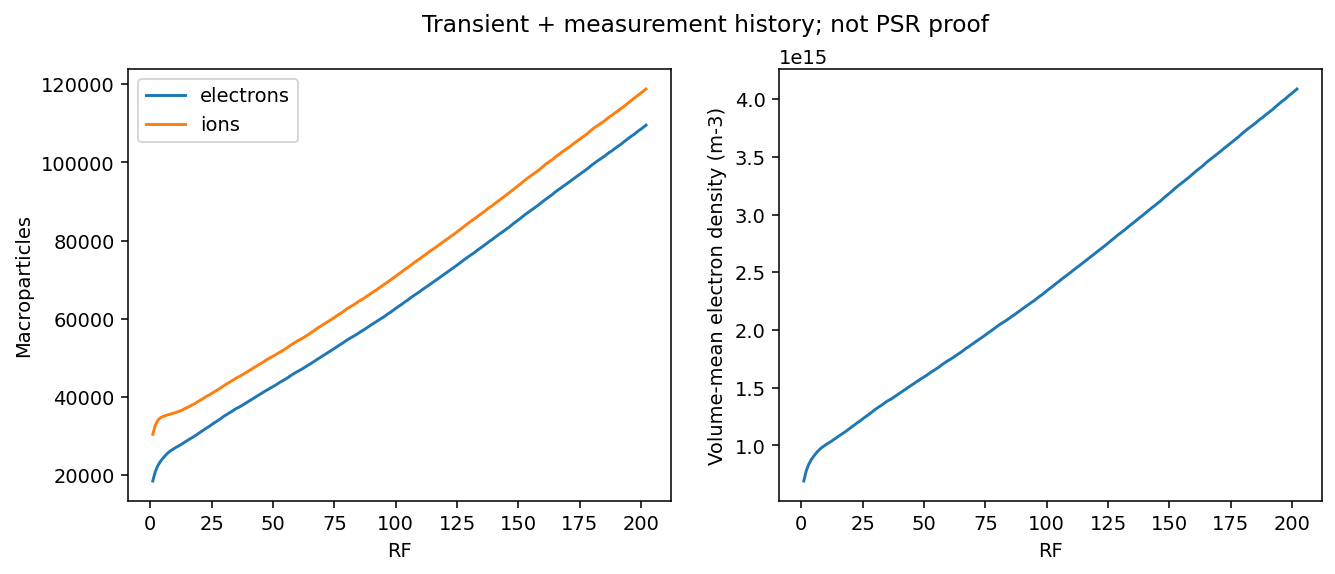 Transient + measurement history; not PSR proof
electrons
ions
Macroparticles
120000
100000
80000
60000
40000
20000
0 25 50 75 100 125 150 175 200
RF
1e15
Volume-mean electron density (m-3)
4.0
3.5
3.0
2.5
2.0
1.5
1.0
0 25 50 75 100 125 150 175 200
RF